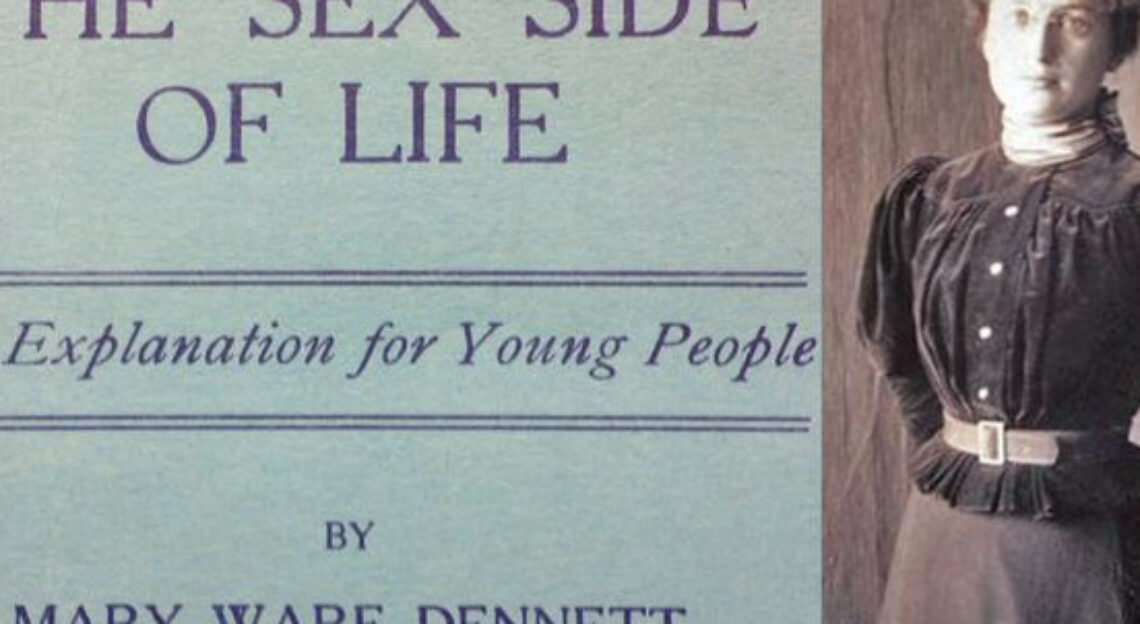 HE SEX SIDE
OF LIFE
Explanation for Young People
BY
MARY WARE DENNETT